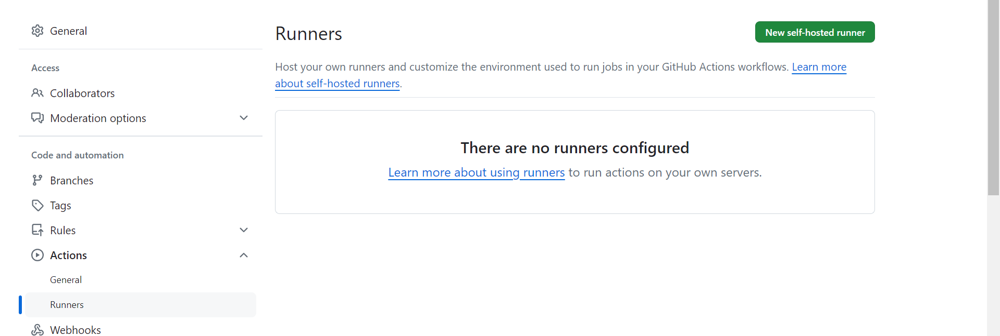 General
Access
Collaborators
Moderation options
Code and automation
Branches
Tags
Rules
Actions
General
Runners
Webhooks
Runners
New self-hosted runner
Host your own runners and customize the environment used to run jobs in your GitHub Actions workflows. Learn more
about self-hosted runners.
There are no runners configured
Learn more about using runners to run actions on your own servers.